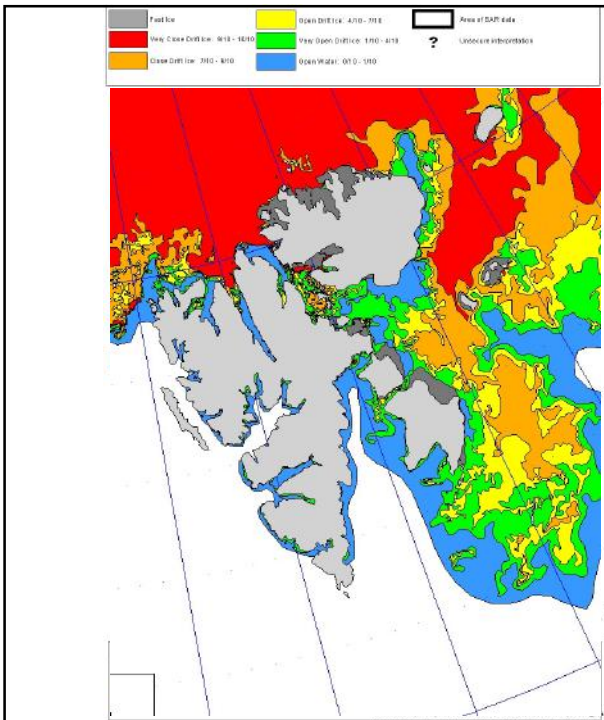 Fast Ice
Open Drift Ice: 4/10 - 7/10
Area of SAR data
Very Close Drift Ice: 9/10 - 10/10
Very Open Drift Ice: 1/10 - 4/10
? Unsecure interpretation
Close Drift Ice: 7/10 - 9/10
Open Water: 0/10 - 1/10